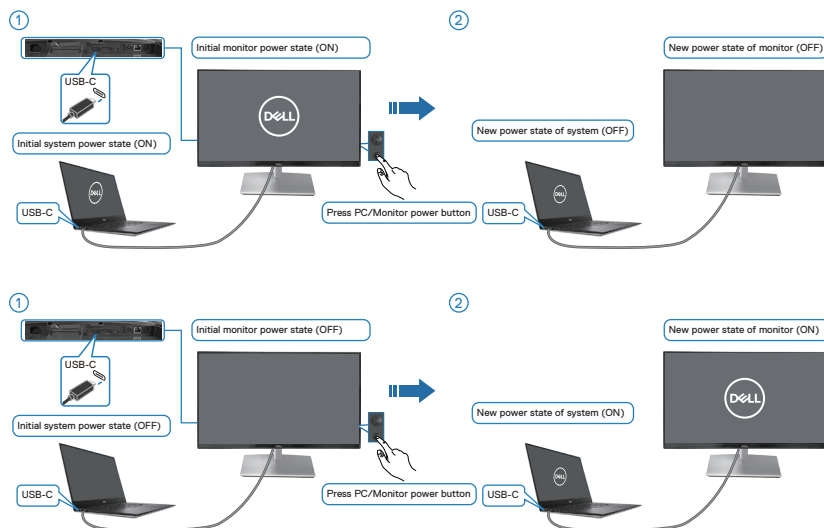 1
2
Initial monitor power state (ON)
New power state of monitor (OFF)
USB-C
DELL
New power state of system (OFF)
Initial system power state (ON)
DELL
DELL
USB-C
Press PC/Monitor power button
USB-C
1
2
Initial monitor power state (OFF)
New power state of monitor (ON)
USB-C
DELL
New power state of system (ON)
Initial system power state (OFF)
DELL
USB-C
Press PC/Monitor power button
USB-C